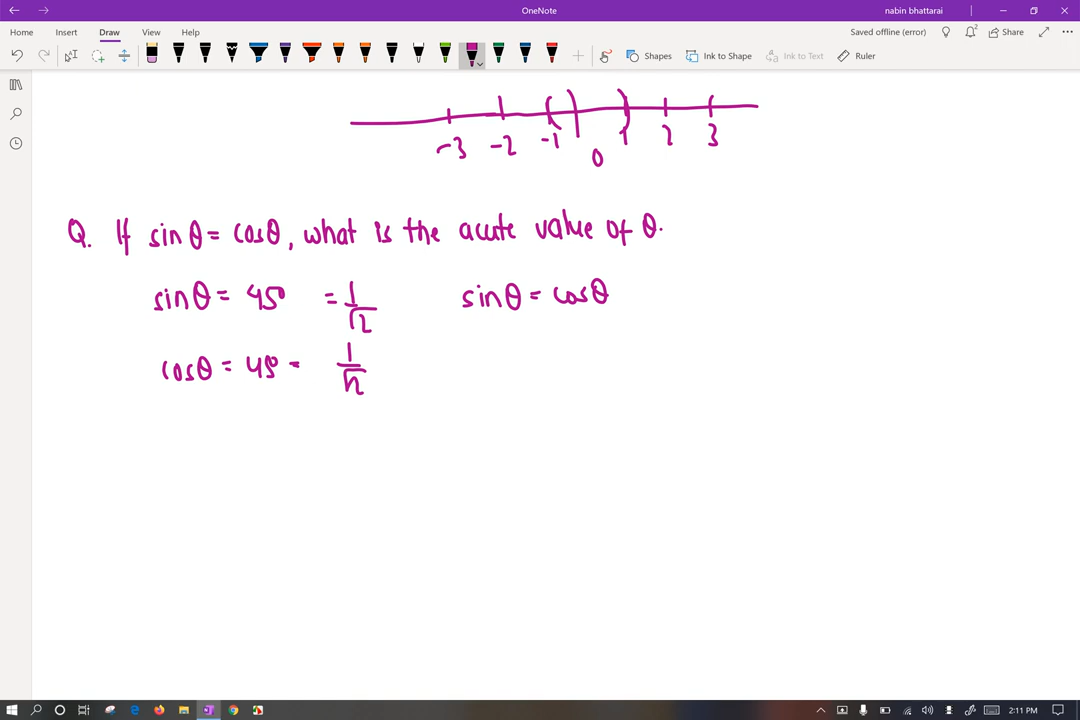 OneNote
nabin bhattarai
Home Insert Draw View Help
Saved offline (error)
2
Share
Shapes Ink to Shape Ink to Text Ruler
-3 -2 -1 0 1 2 3
Q. If sinθ = cosθ, what is the acute value of θ.
sinθ = 45° = 1/√2 sinθ = cosθ
cosθ = 45° = 1/√2
2:11 PM